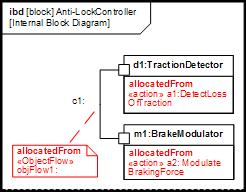 ibd [block] Anti-LockController
[Internal Block Diagram]
d1:TractionDetector
allocatedFrom
«action» a1:DetectLoss
OfTraction
c1:
m1:BrakeModulator
allocatedFrom
«action» a2: Modulate
BrakingForce
allocatedFrom
«ObjectFlow»
objFlow1: